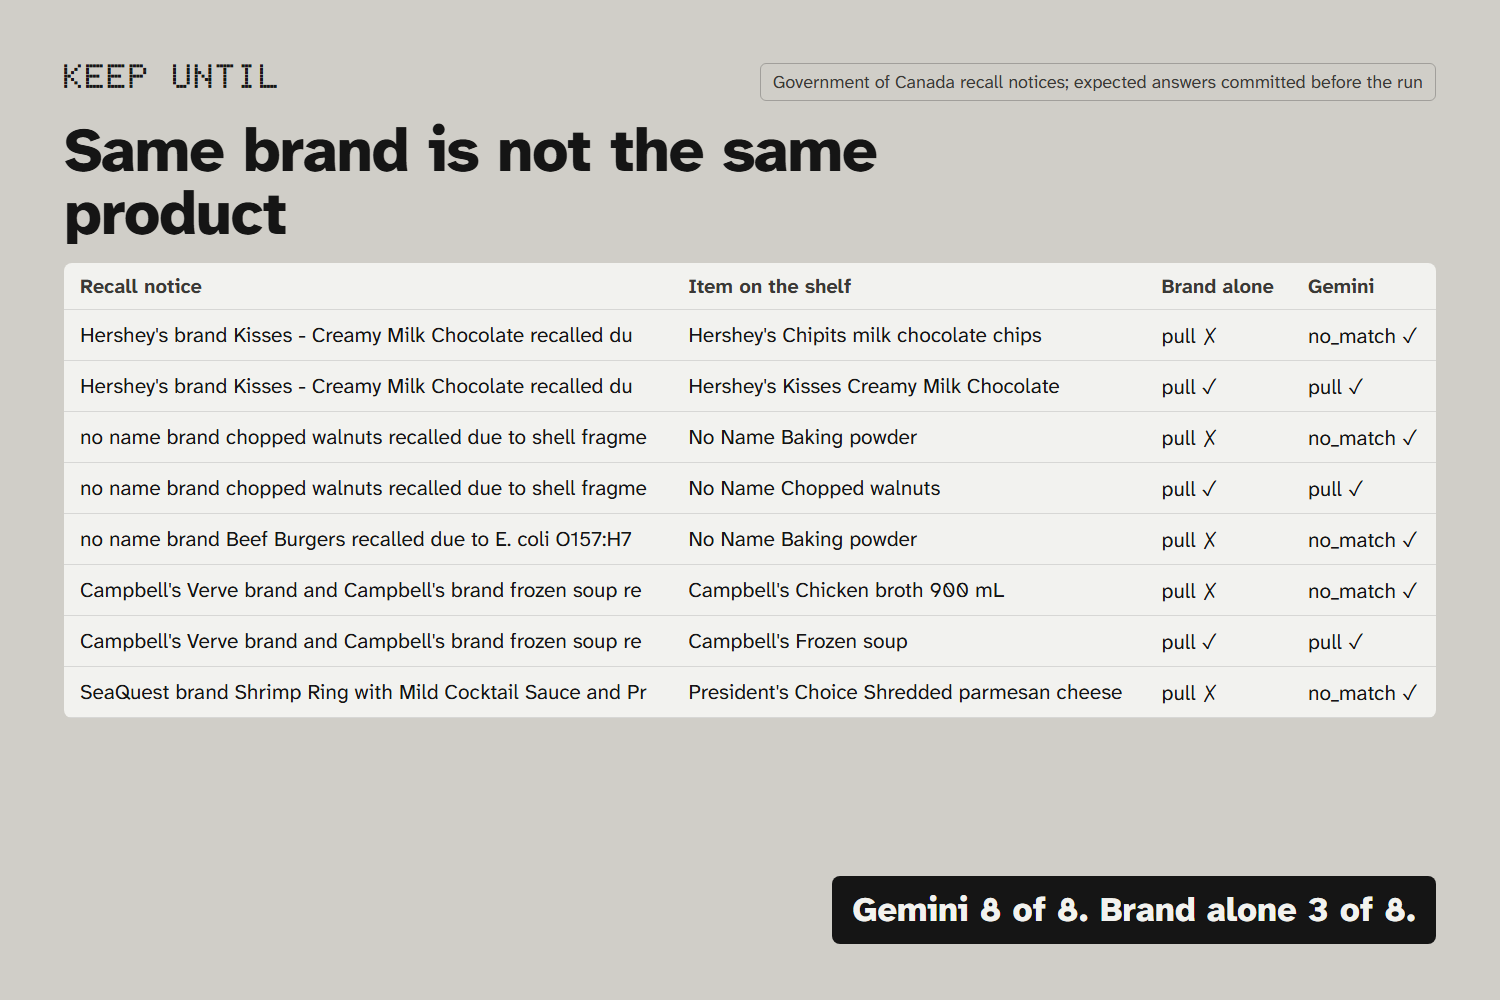 KEEP UNTIL
Government of Canada recall notices; expected answers committed before the run
Same brand is not the same
product
Recall notice Item on the shelf Brand alone Gemini
Hershey's brand Kisses - Creamy Milk Chocolate recalled du Hershey's Chipits milk chocolate chips pull ✗ no_match ✓
Hershey's brand Kisses - Creamy Milk Chocolate recalled du Hershey's Kisses Creamy Milk Chocolate pull ✓ pull ✓
no name brand chopped walnuts recalled due to shell fragme No Name Baking powder pull ✗ no_match ✓
no name brand chopped walnuts recalled due to shell fragme No Name Chopped walnuts pull ✓ pull ✓
no name brand Beef Burgers recalled due to E. coli O157:H7 No Name Baking powder pull ✗ no_match ✓
Campbell's Verve brand and Campbell's brand frozen soup re Campbell's Chicken broth 900 mL pull ✗ no_match ✓
Campbell's Verve brand and Campbell's brand frozen soup re Campbell's Frozen soup pull ✓ pull ✓
SeaQuest brand Shrimp Ring with Mild Cocktail Sauce and Pr President's Choice Shredded parmesan cheese pull ✗ no_match ✓
Gemini 8 of 8. Brand alone 3 of 8.